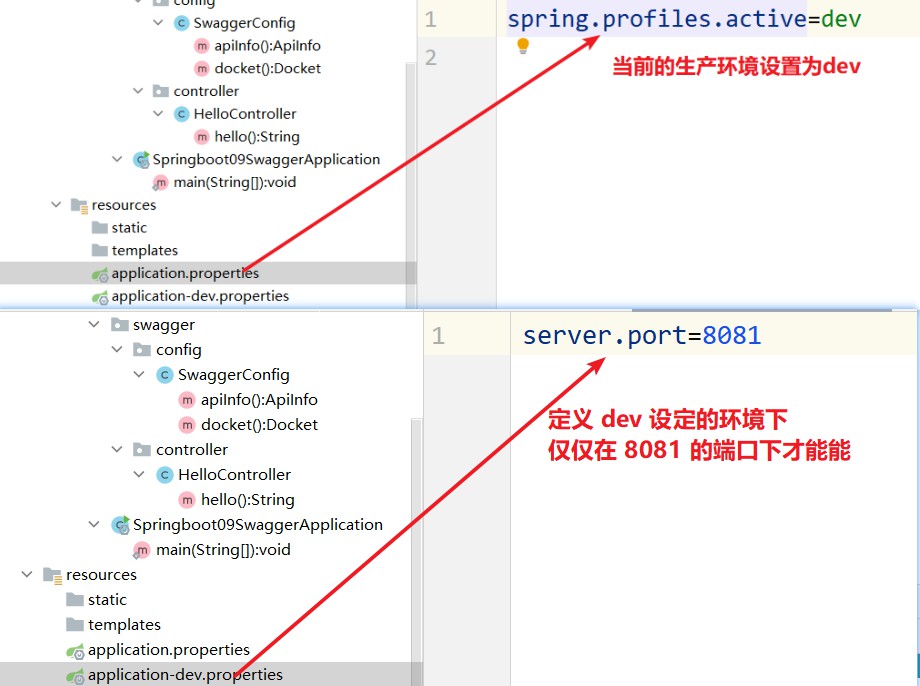 config
SwaggerConfig
apiInfo():ApiInfo
docket():Docket
controller
HelloController
hello():String
Springboot09SwaggerApplication
main(String[]):void
resources
static
templates
application.properties
application-dev.properties
1 spring.profiles.active=dev
2
当前的生产环境设置为dev
swagger
config
SwaggerConfig
apiInfo():ApiInfo
docket():Docket
controller
HelloController
hello():String
Springboot09SwaggerApplication
main(String[]):void
resources
static
templates
application.properties
application-dev.properties
1 server.port=8081
定义 dev 设定的环境下
仅仅在 8081 的端口下才能能